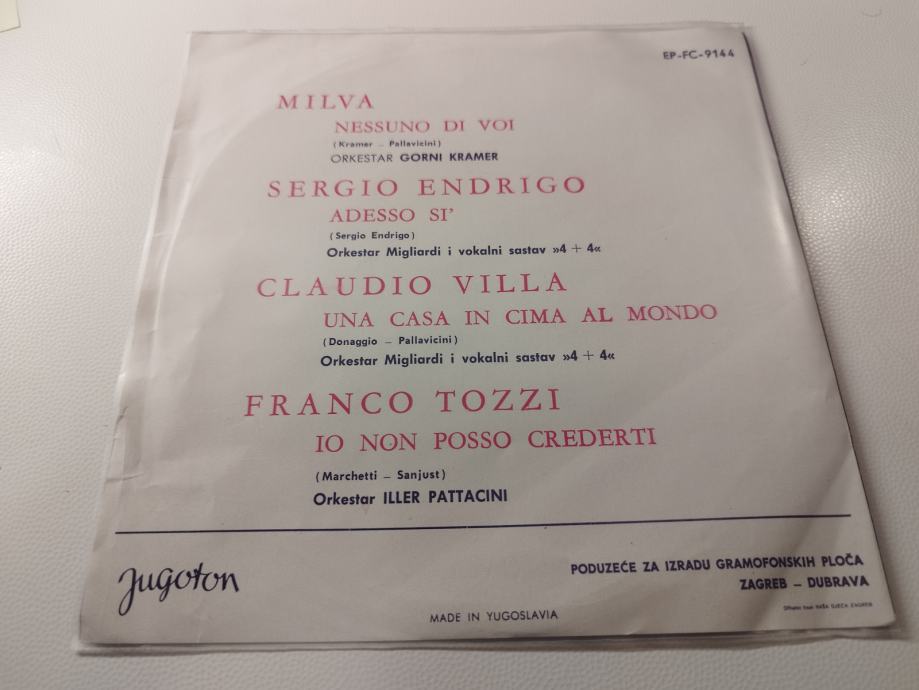 EP-FC-9144
MILVA
NESSUNO DI VOI
(Kramer – Pallavicini)
ORKESTAR GORNI KRAMER
SERGIO ENDRIGO
ADESSO SI'
(Sergio Endrigo)
Orkestar Migliardi i vokalni sastav »4 + 4«
CLAUDIO VILLA
UNA CASA IN CIMA AL MONDO
(Donaggio – Pallavicini)
Orkestar Migliardi i vokalni sastav »4 + 4«
FRANCO TOZZI
IO NON POSSO CREDERTI
(Marchetti – Sanjust)
Orkestar ILLER PATTACINI
Jugoton
PODUZEĆE ZA IZRADU GRAMOFONSKIH PLOČA
ZAGREB – DUBRAVA
MADE IN YUGOSLAVIA
NAŠA DJECA ZAGREB